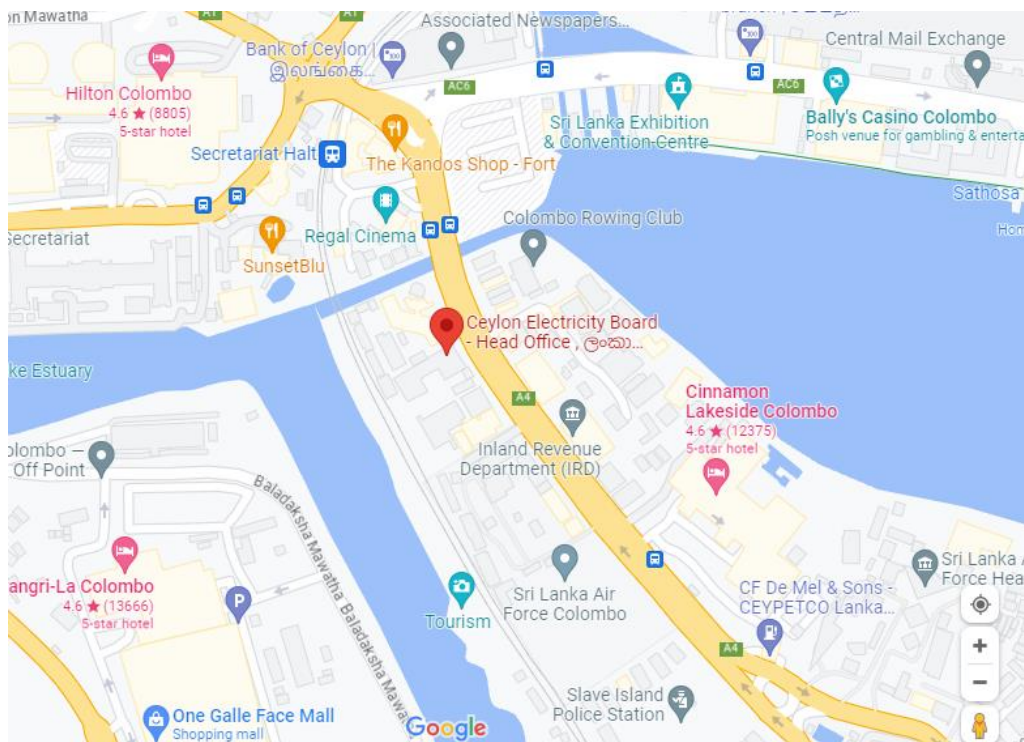 on Mawatha
A1
A1
Associated Newspapers...
Bank of Ceylon |
இலங்கை...
Central Mail Exchange
Hilton Colombo
4.6 ★ (8805)
5-star hotel
AC6
AC6
Sri Lanka Exhibition
& Convention Centre
Bally's Casino Colombo
Posh venue for gambling & enterta
Secretariat Halt
The Kandos Shop - Fort
Sathosa
Hom
Colombo Rowing Club
Regal Cinema
Secretariat
SunsetBlu
Ceylon Electricity Board
- Head Office , ලංකා...
ke Estuary
A4
Cinnamon
Lakeside Colombo
4.6 ★ (12375)
5-star hotel
Inland Revenue
Department (IRD)
olombo —
Off Point
Baladaksha Mawatha
Baladaksha Mawat
angri-La Colombo
4.6 ★ (13666)
5-star hotel
P
Sri Lanka A
Force Hea
Sri Lanka Air
Force Colombo
CF De Mel & Sons -
CEYPETCO Lanka...
Tourism
A4
Slave Island
Police Station
One Galle Face Mall
Shopping mall
Google